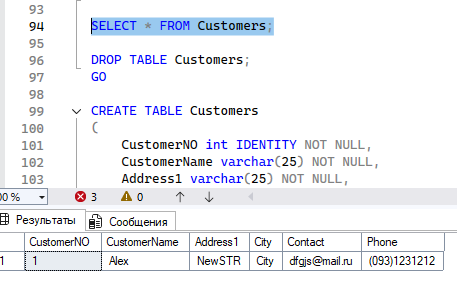 93
94 SELECT * FROM Customers;
95
96 DROP TABLE Customers;
97 GO
98
99 CREATE TABLE Customers
100 (
101 CustomerNO int IDENTITY NOT NULL,
102 CustomerName varchar(25) NOT NULL,
103 Address1 varchar(25) NOT NULL,
00 % 3 0
Результаты Сообщения
CustomerNO CustomerName Address1 City Contact Phone
1 Alex NewSTR City dfgjs@mail.ru (093)1231212